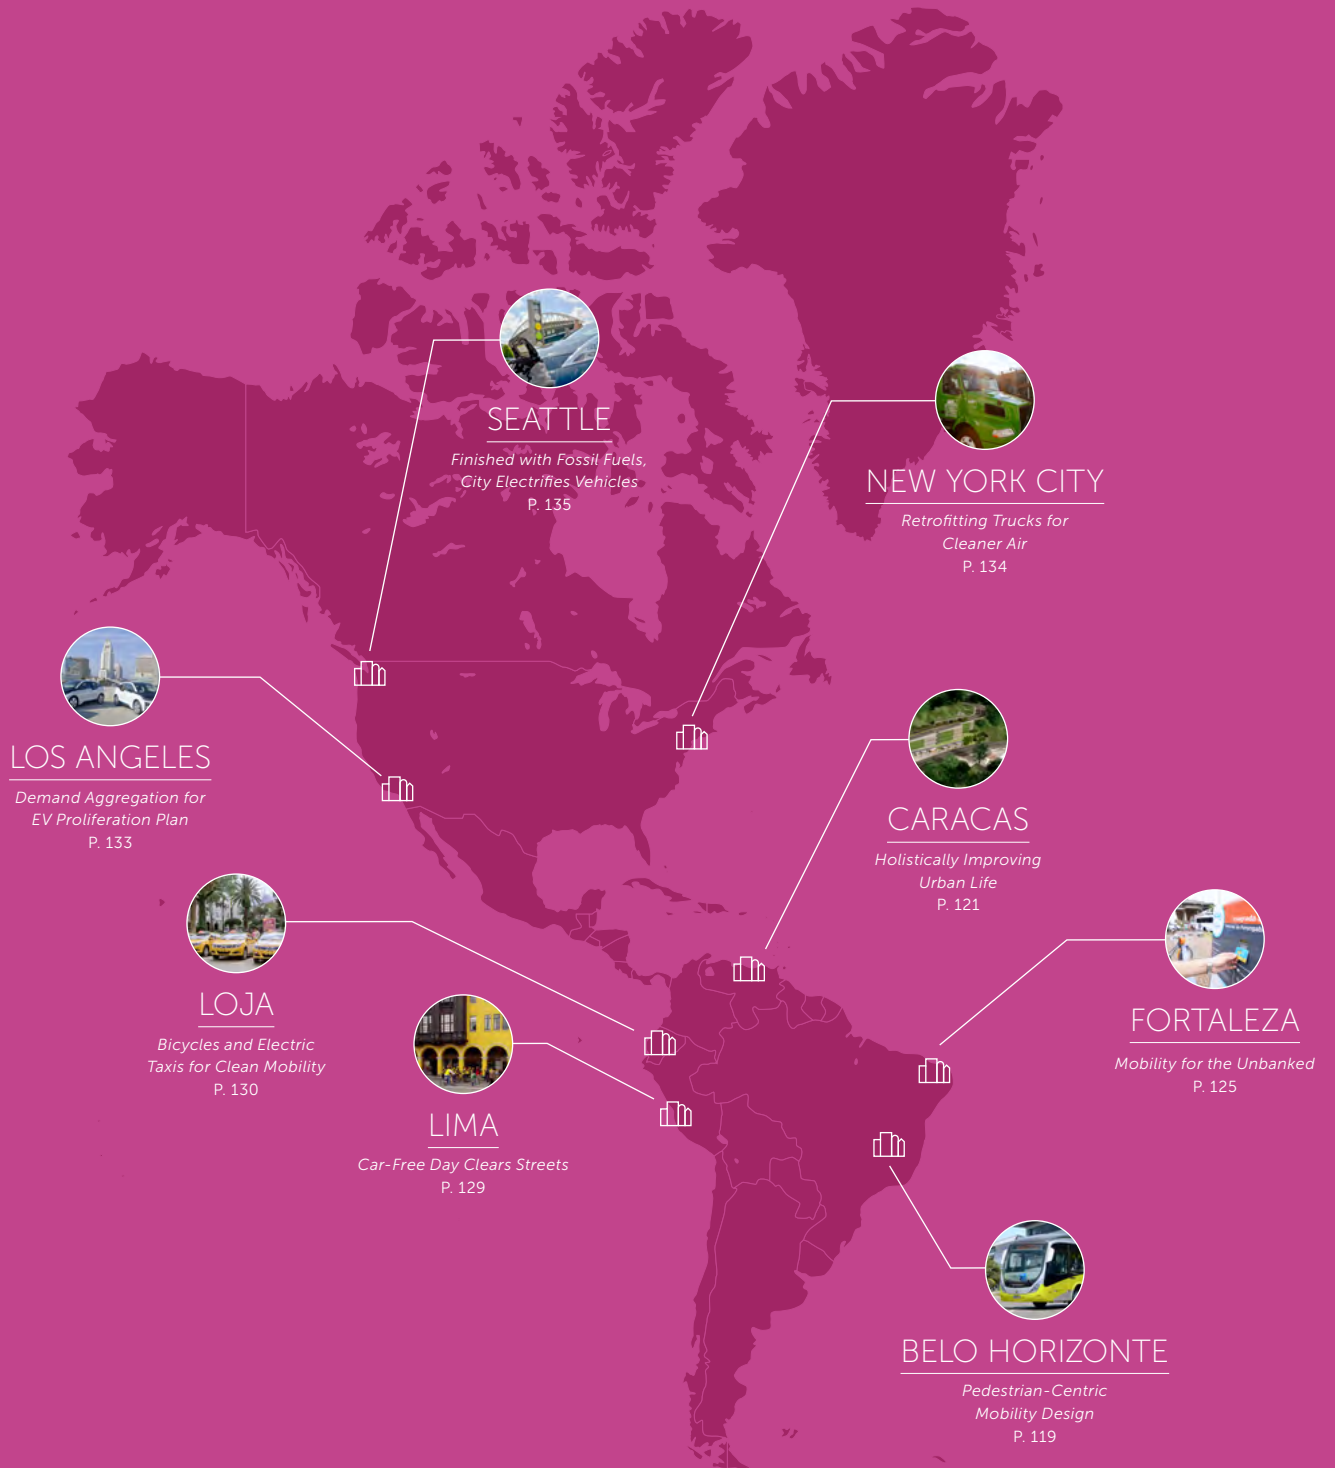 SEATTLE
Finished with Fossil Fuels,
City Electrifies Vehicles
P. 135
NEW YORK CITY
Retrofitting Trucks for
Cleaner Air
P. 134
LOS ANGELES
Demand Aggregation for
EV Proliferation Plan
P. 133
CARACAS
Holistically Improving
Urban Life
P. 121
LOJA
Bicycles and Electric
Taxis for Clean Mobility
P. 130
FORTALEZA
Mobility for the Unbanked
P. 125
LIMA
Car-Free Day Clears Streets
P. 129
BELO HORIZONTE
Pedestrian-Centric
Mobility Design
P. 119